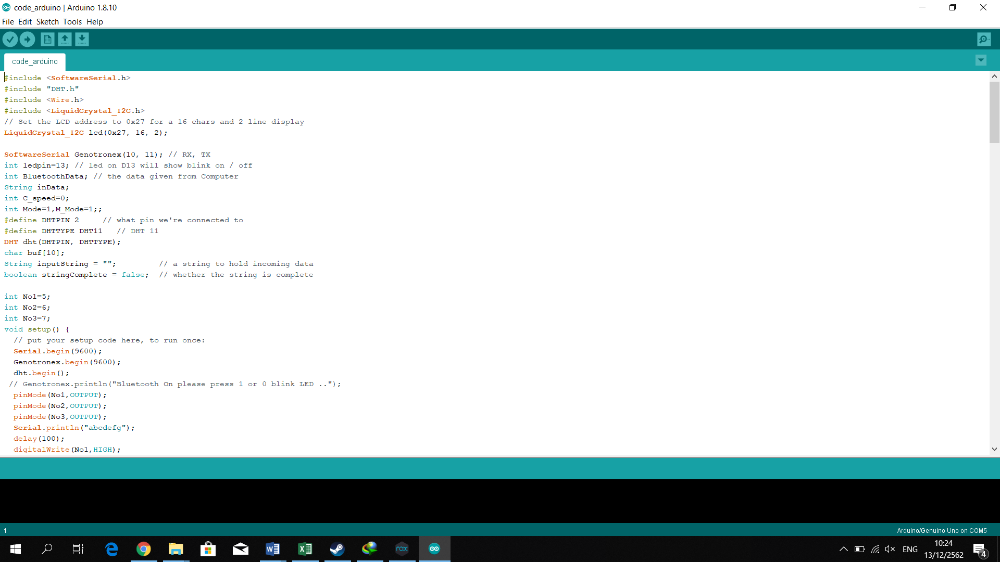 code_arduino | Arduino 1.8.10
File Edit Sketch Tools Help
code_arduino
#include <SoftwareSerial.h>
#include "DHT.h"
#include <Wire.h>
#include <LiquidCrystal_I2C.h>
// Set the LCD address to 0x27 for a 16 chars and 2 line display
LiquidCrystal_I2C lcd(0x27, 16, 2);
SoftwareSerial Genotronex(10, 11); // RX, TX
int ledpin=13; // led on D13 will show blink on / off
int BluetoothData; // the data given from Computer
String inData;
int C_speed=0;
int Mode=1,M_Mode=1;;
#define DHTPIN 2     // what pin we're connected to
#define DHTTYPE DHT11   // DHT 11
DHT dht(DHTPIN, DHTTYPE);
char buf[10];
String inputString = "";         // a string to hold incoming data
boolean stringComplete = false;  // whether the string is complete
int No1=5;
int No2=6;
int No3=7;
void setup() {
  // put your setup code here, to run once:
  Serial.begin(9600);
  Genotronex.begin(9600);
  dht.begin();
 // Genotronex.println("Bluetooth On please press 1 or 0 blink LED ..");
  pinMode(No1,OUTPUT);
  pinMode(No2,OUTPUT);
  pinMode(No3,OUTPUT);
  Serial.println("abcdefg");
  delay(100);
  digitalWrite(No1,HIGH);
1
Arduino/Genuino Uno on COM5
nox
ENG
10:24
13/12/2562
4